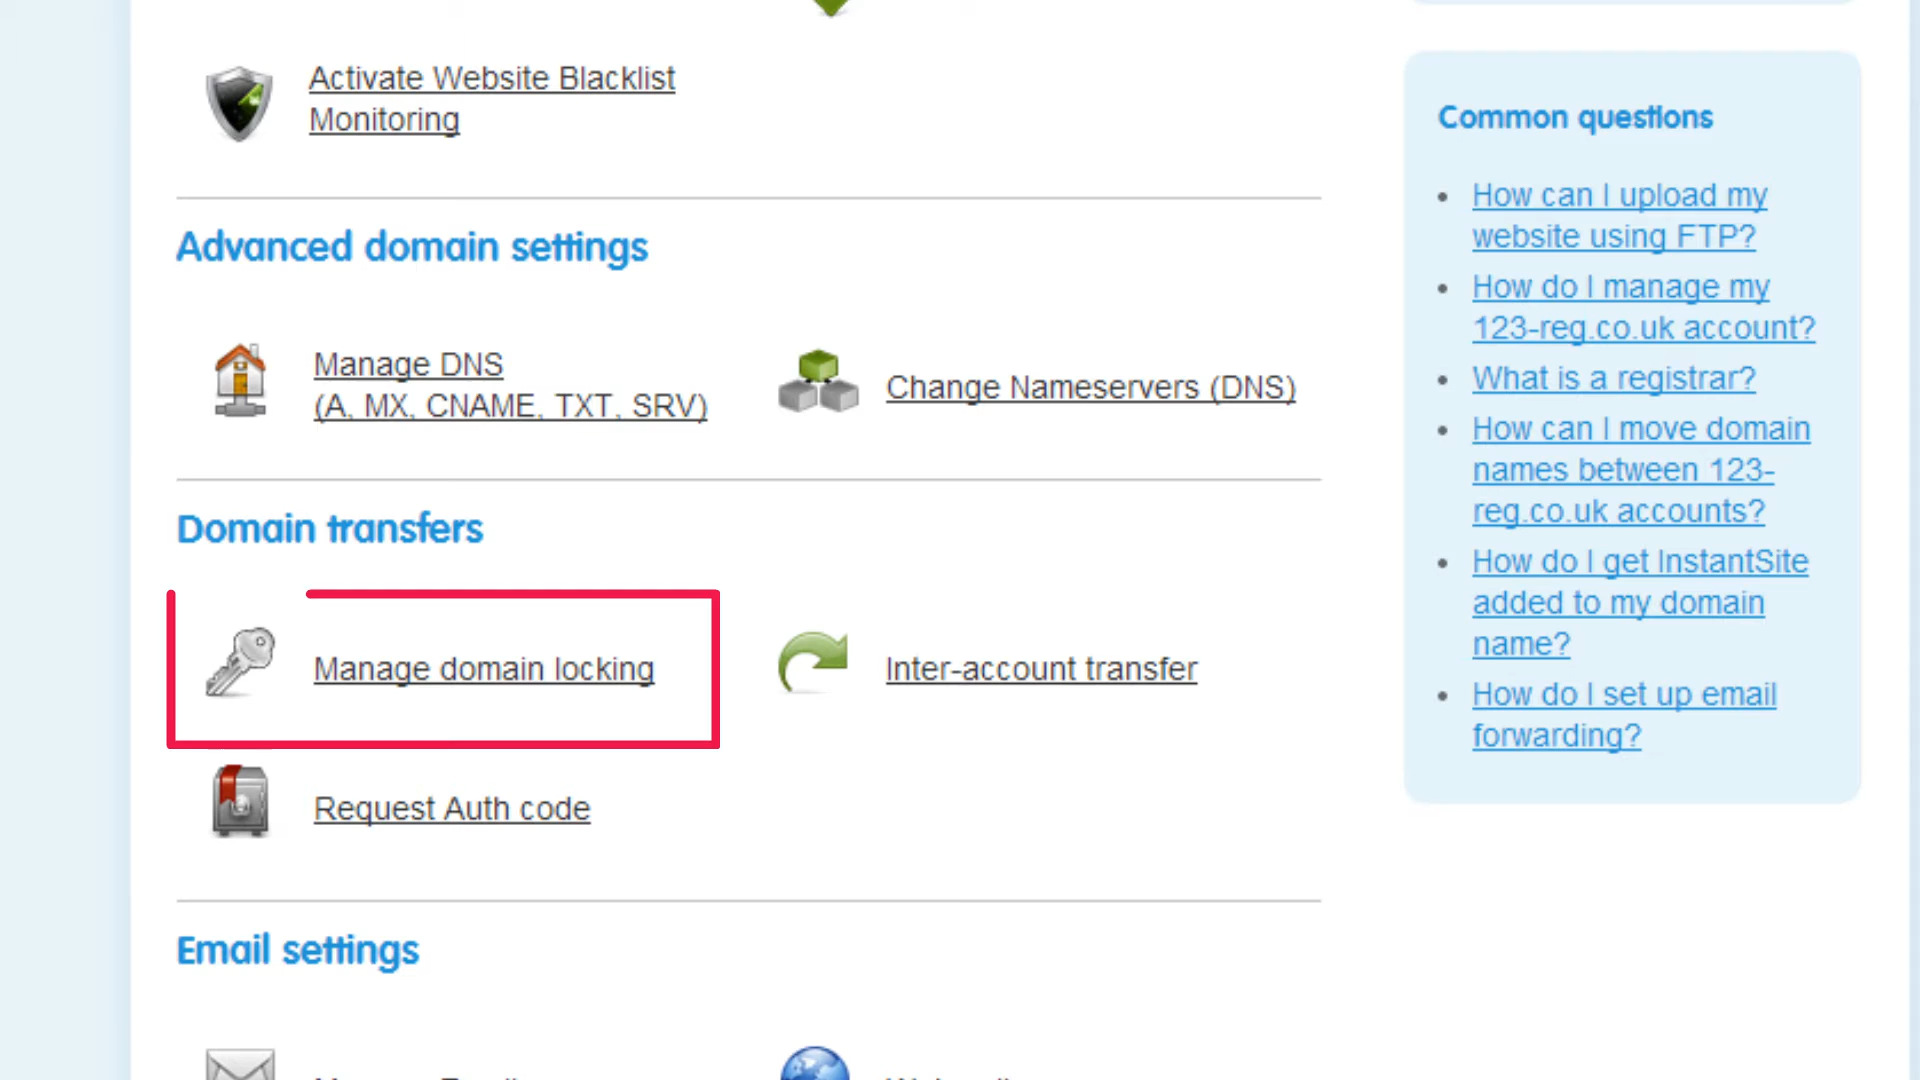 Activate Website Blacklist
Monitoring
Advanced domain settings
Manage DNS
(A, MX, CNAME, TXT, SRV)
Change Nameservers (DNS)
Domain transfers
Manage domain locking
Inter-account transfer
Request Auth code
Email settings
Common questions
How can I upload my
website using FTP?
How do I manage my
123-reg.co.uk account?
What is a registrar?
How can I move domain
names between 123-
reg.co.uk accounts?
How do I get InstantSite
added to my domain
name?
How do I set up email
forwarding?